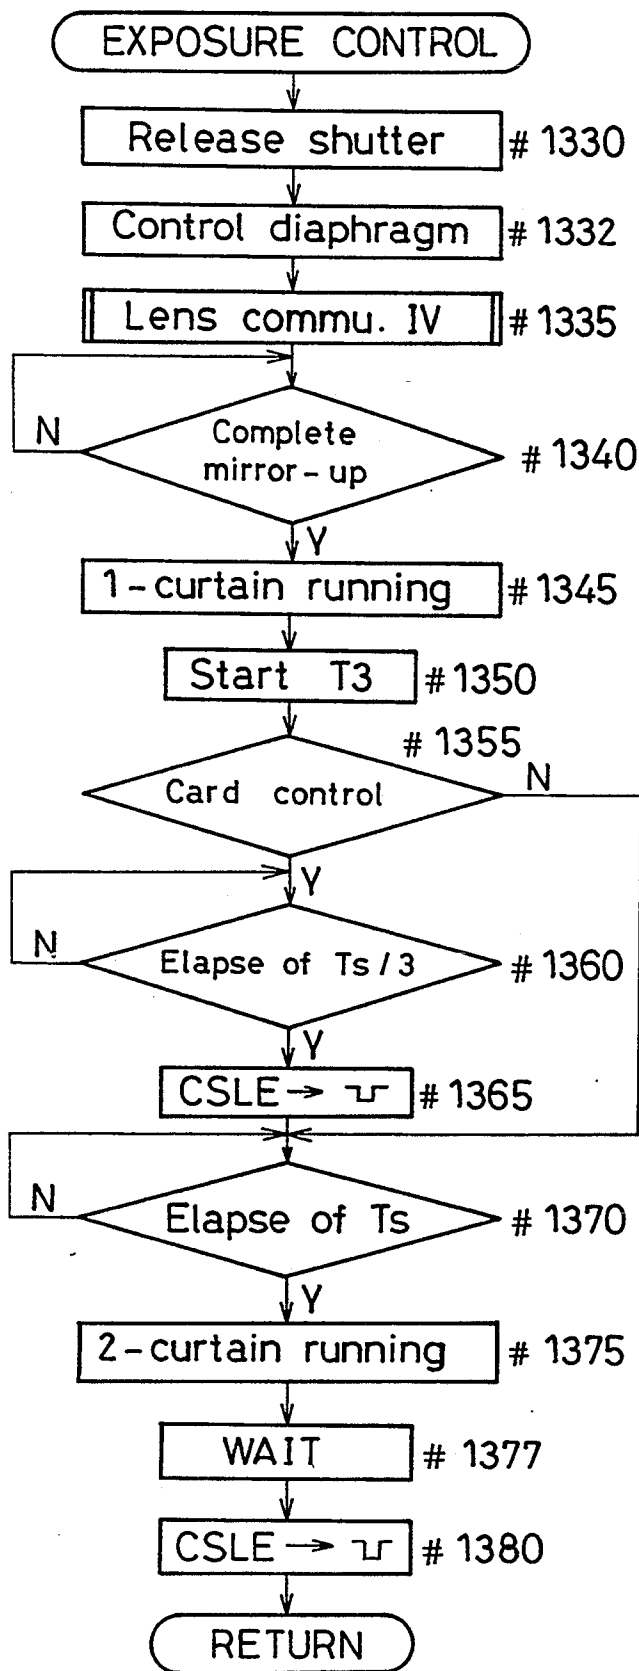 EXPOSURE CONTROL
Release shutter # 1330
Control diaphragm # 1332
Lens commu. IV # 1335
N
Complete
mirror-up
# 1340
Y
1-curtain running # 1345
Start T3 # 1350
# 1355
Card control
N
Y
N
Elapse of Ts/3 # 1360
Y
CSLE → # 1365
N
Elapse of Ts # 1370
Y
2-curtain running # 1375
WAIT # 1377
CSLE → # 1380
RETURN